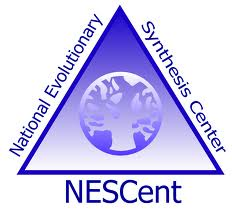 National Evolutionary
Synthesis Center
NESCent